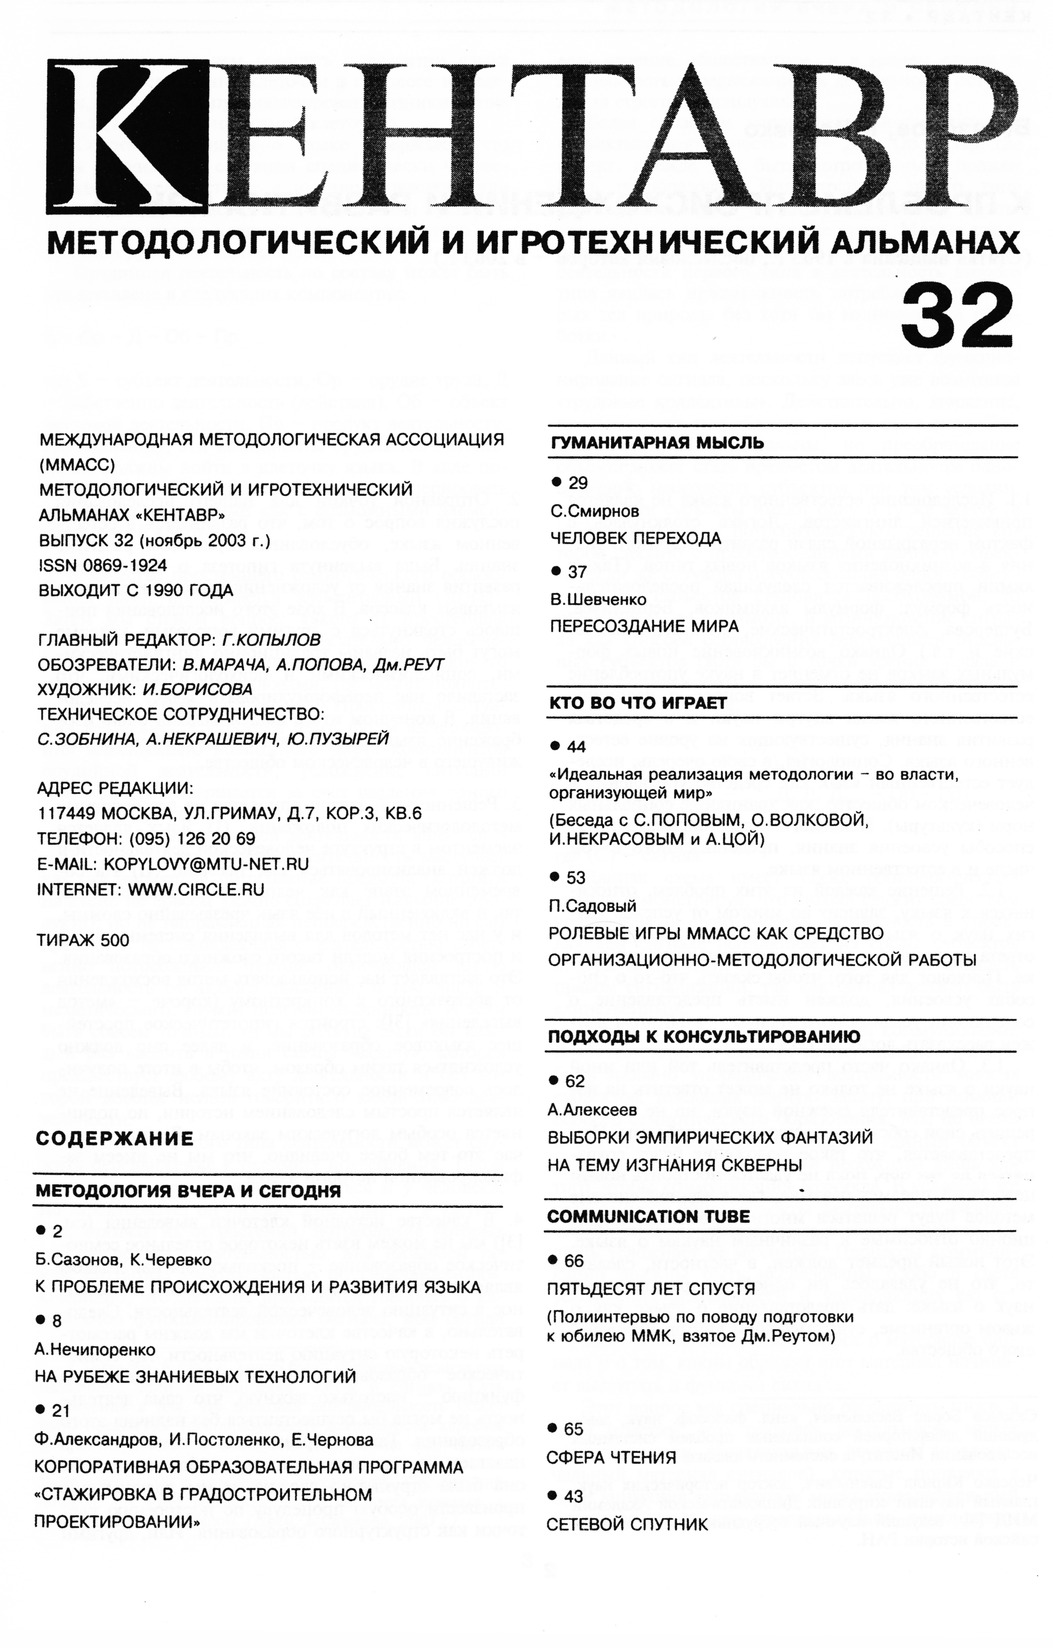 КЕНТАВР
МЕТОДОЛОГИЧЕСКИЙ И ИГРОТЕХНИЧЕСКИЙ АЛЬМАНАХ
32
МЕЖДУНАРОДНАЯ МЕТОДОЛОГИЧЕСКАЯ АССОЦИАЦИЯ
(ММАСС)
МЕТОДОЛОГИЧЕСКИЙ И ИГРОТЕХНИЧЕСКИЙ
АЛЬМАНАХ «КЕНТАВР»
ВЫПУСК 32 (ноябрь 2003 г.)
ISSN 0869-1924
ВЫХОДИТ С 1990 ГОДА
ГЛАВНЫЙ РЕДАКТОР: Г.КОПЫЛОВ
ОБОЗРЕВАТЕЛИ: В.МАРАЧА, А.ПОПОВА, Дм.РЕУТ
ХУДОЖНИК: И.БОРИСОВА
ТЕХНИЧЕСКОЕ СОТРУДНИЧЕСТВО:
С.ЗОБНИНА, А.НЕКРАШЕВИЧ, Ю.ПУЗЫРЕЙ
АДРЕС РЕДАКЦИИ:
117449 МОСКВА, УЛ.ГРИМАУ, Д.7, КОР.3, КВ.6
ТЕЛЕФОН: (095) 126 20 69
E-MAIL: KOPYLOVY@MTU-NET.RU
INTERNET: WWW.CIRCLE.RU
ТИРАЖ 500
СОДЕРЖАНИЕ
МЕТОДОЛОГИЯ ВЧЕРА И СЕГОДНЯ
• 2
Б.Сазонов, К.Черевко
К ПРОБЛЕМЕ ПРОИСХОЖДЕНИЯ И РАЗВИТИЯ ЯЗЫКА
• 8
А.Нечипоренко
НА РУБЕЖЕ ЗНАНИЕВЫХ ТЕХНОЛОГИЙ
• 21
Ф.Александров, И.Постоленко, Е.Чернова
КОРПОРАТИВНАЯ ОБРАЗОВАТЕЛЬНАЯ ПРОГРАММА
«СТАЖИРОВКА В ГРАДОСТРОИТЕЛЬНОМ
ПРОЕКТИРОВАНИИ»
ГУМАНИТАРНАЯ МЫСЛЬ
• 29
С.Смирнов
ЧЕЛОВЕК ПЕРЕХОДА
• 37
В.Шевченко
ПЕРЕСОЗДАНИЕ МИРА
КТО ВО ЧТО ИГРАЕТ
• 44
«Идеальная реализация методологии – во власти,
организующей мир»
(Беседа с С.ПОПОВЫМ, О.ВОЛКОВОЙ,
И.НЕКРАСОВЫМ и А.ЦОЙ)
• 53
П.Садовый
РОЛЕВЫЕ ИГРЫ ММАСС КАК СРЕДСТВО
ОРГАНИЗАЦИОННО-МЕТОДОЛОГИЧЕСКОЙ РАБОТЫ
ПОДХОДЫ К КОНСУЛЬТИРОВАНИЮ
• 62
А.Алексеев
ВЫБОРКИ ЭМПИРИЧЕСКИХ ФАНТАЗИЙ
НА ТЕМУ ИЗГНАНИЯ СКВЕРНЫ
COMMUNICATION TUBE
• 66
ПЯТЬДЕСЯТ ЛЕТ СПУСТЯ
(Полиинтервью по поводу подготовки
к юбилею ММК, взятое Дм.Реутом)
• 65
СФЕРА ЧТЕНИЯ
• 43
СЕТЕВОЙ СПУТНИК